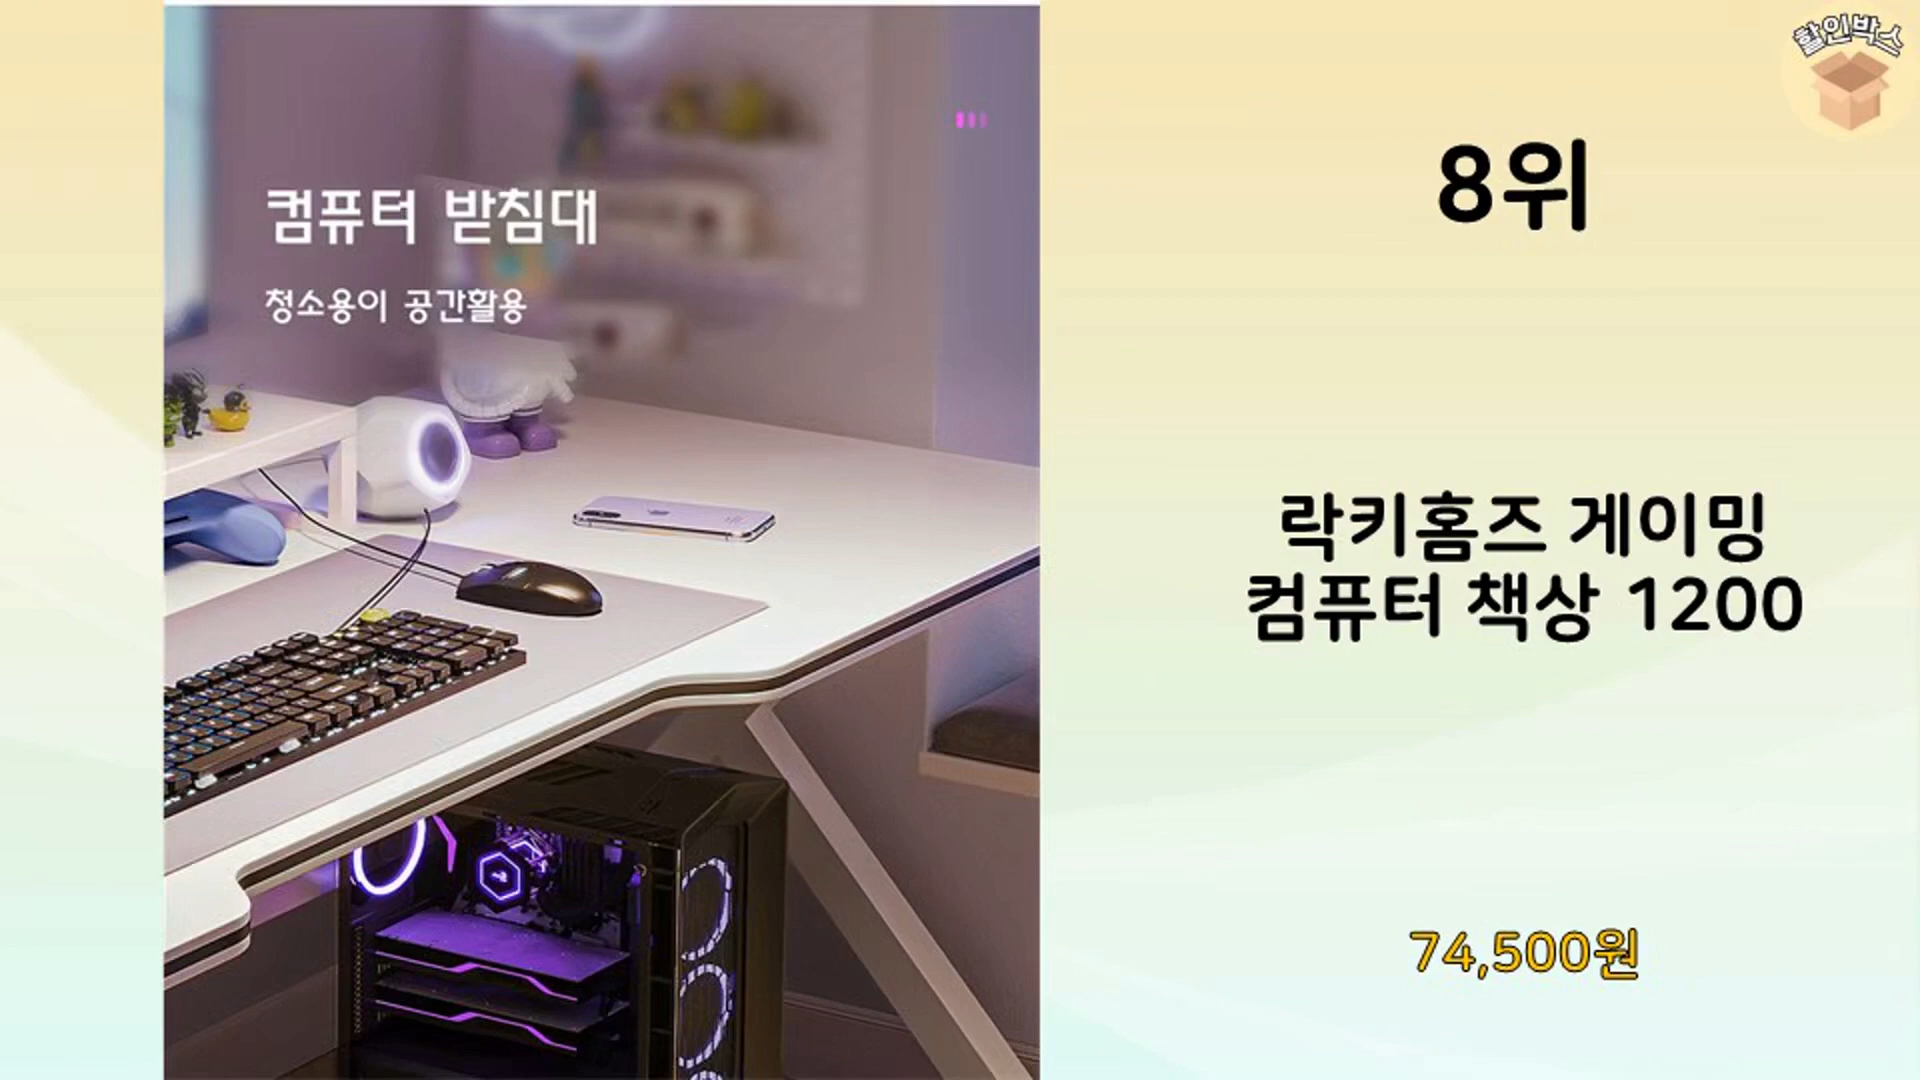 할인박스
8위
컴퓨터 받침대
청소용이 공간활용
락키홈즈 게이밍
컴퓨터 책상 1200
74,500원